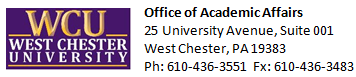 WCU
WEST CHESTER
UNIVERSITY
Office of Academic Affairs
25 University Avenue, Suite 001
West Chester, PA 19383
Ph: 610-436-3551 Fx: 610-436-3483